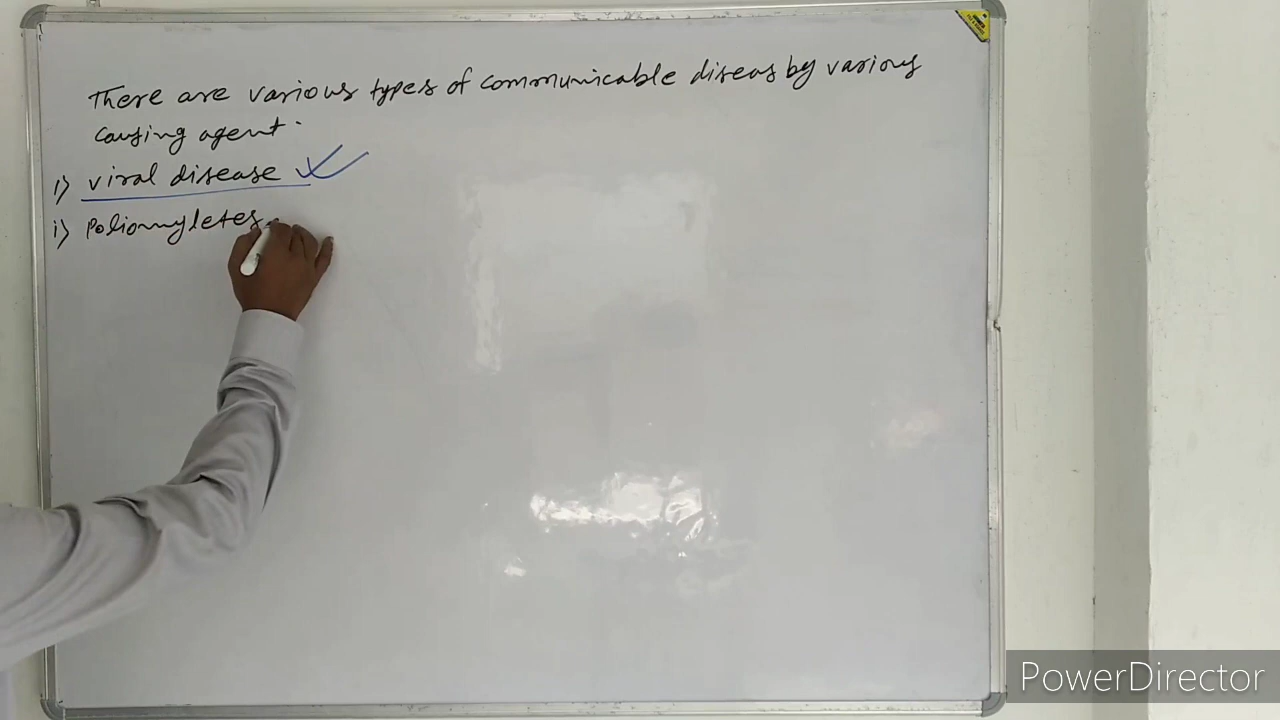 There are various types of communicable diseas by various
causing agent.
1) viral disease
i) Poliomyletes
PowerDirector